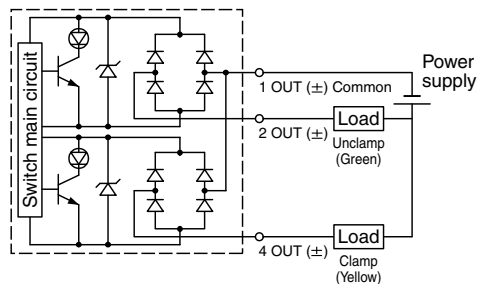 Switch main circuit
1 OUT (±) Common
Power
supply
2 OUT (±)
Load
Unclamp
(Green)
4 OUT (±)
Load
Clamp
(Yellow)